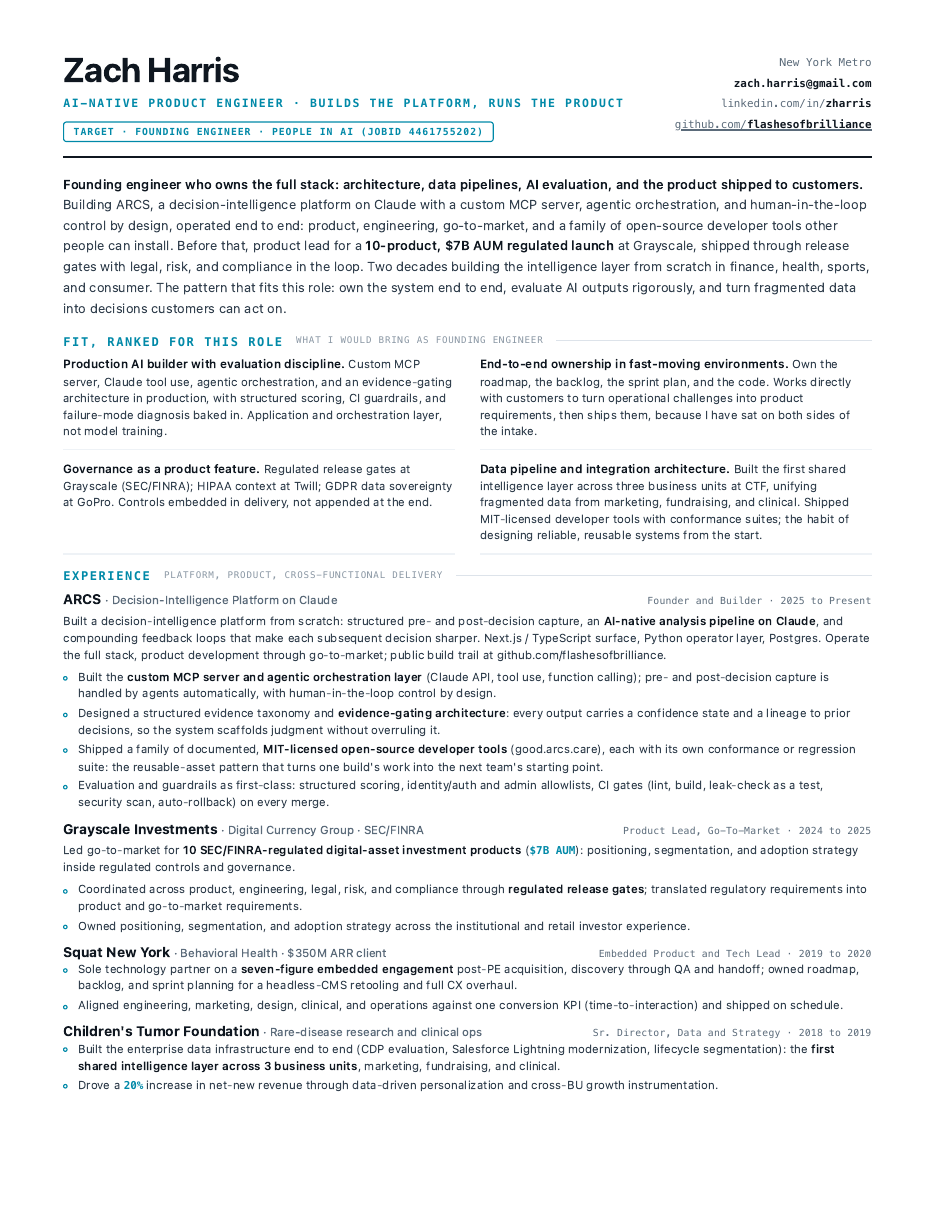 Zach Harris
New York Metro
zach.harris@gmail.com
AI-NATIVE PRODUCT ENGINEER · BUILDS THE PLATFORM, RUNS THE PRODUCT
linkedin.com/in/zharris
github.com/flashesofbrilliance
TARGET · FOUNDING ENGINEER · PEOPLE IN AI (JOBID 4461755202)
Founding engineer who owns the full stack: architecture, data pipelines, AI evaluation, and the product shipped to customers.
Building ARCS, a decision-intelligence platform on Claude with a custom MCP server, agentic orchestration, and human-in-the-loop
control by design, operated end to end: product, engineering, go-to-market, and a family of open-source developer tools other
people can install. Before that, product lead for a 10-product, $7B AUM regulated launch at Grayscale, shipped through release
gates with legal, risk, and compliance in the loop. Two decades building the intelligence layer from scratch in finance, health, sports,
and consumer. The pattern that fits this role: own the system end to end, evaluate AI outputs rigorously, and turn fragmented data
into decisions customers can act on.
FIT, RANKED FOR THIS ROLE WHAT I WOULD BRING AS FOUNDING ENGINEER
Production AI builder with evaluation discipline. Custom MCP
server, Claude tool use, agentic orchestration, and an evidence-gating
architecture in production, with structured scoring, CI guardrails, and
failure-mode diagnosis baked in. Application and orchestration layer,
not model training.
End-to-end ownership in fast-moving environments. Own the
roadmap, the backlog, the sprint plan, and the code. Works directly
with customers to turn operational challenges into product
requirements, then ships them, because I have sat on both sides of
the intake.
Governance as a product feature. Regulated release gates at
Grayscale (SEC/FINRA); HIPAA context at Twill; GDPR data sovereignty
at GoPro. Controls embedded in delivery, not appended at the end.
Data pipeline and integration architecture. Built the first shared
intelligence layer across three business units at CTF, unifying
fragmented data from marketing, fundraising, and clinical. Shipped
MIT-licensed developer tools with conformance suites; the habit of
designing reliable, reusable systems from the start.
EXPERIENCE PLATFORM, PRODUCT, CROSS-FUNCTIONAL DELIVERY
ARCS · Decision-Intelligence Platform on Claude Founder and Builder · 2025 to Present
Built a decision-intelligence platform from scratch: structured pre- and post-decision capture, an AI-native analysis pipeline on Claude, and
compounding feedback loops that make each subsequent decision sharper. Next.js / TypeScript surface, Python operator layer, Postgres. Operate
the full stack, product development through go-to-market; public build trail at github.com/flashesofbrilliance.
Built the custom MCP server and agentic orchestration layer (Claude API, tool use, function calling); pre- and post-decision capture is
handled by agents automatically, with human-in-the-loop control by design.
Designed a structured evidence taxonomy and evidence-gating architecture: every output carries a confidence state and a lineage to prior
decisions, so the system scaffolds judgment without overruling it.
Shipped a family of documented, MIT-licensed open-source developer tools (good.arcs.care), each with its own conformance or regression
suite: the reusable-asset pattern that turns one build's work into the next team's starting point.
Evaluation and guardrails as first-class: structured scoring, identity/auth and admin allowlists, CI gates (lint, build, leak-check as a test,
security scan, auto-rollback) on every merge.
Grayscale Investments · Digital Currency Group · SEC/FINRA Product Lead, Go-To-Market · 2024 to 2025
Led go-to-market for 10 SEC/FINRA-regulated digital-asset investment products ($7B AUM): positioning, segmentation, and adoption strategy
inside regulated controls and governance.
Coordinated across product, engineering, legal, risk, and compliance through regulated release gates; translated regulatory requirements into
product and go-to-market requirements.
Owned positioning, segmentation, and adoption strategy across the institutional and retail investor experience.
Squat New York · Behavioral Health · $350M ARR client Embedded Product and Tech Lead · 2019 to 2020
Sole technology partner on a seven-figure embedded engagement post-PE acquisition, discovery through QA and handoff; owned roadmap,
backlog, and sprint planning for a headless-CMS retooling and full CX overhaul.
Aligned engineering, marketing, design, clinical, and operations against one conversion KPI (time-to-interaction) and shipped on schedule.
Children's Tumor Foundation · Rare-disease research and clinical ops Sr. Director, Data and Strategy · 2018 to 2019
Built the enterprise data infrastructure end to end (CDP evaluation, Salesforce Lightning modernization, lifecycle segmentation): the first
shared intelligence layer across 3 business units, marketing, fundraising, and clinical.
Drove a 20% increase in net-new revenue through data-driven personalization and cross-BU growth instrumentation.